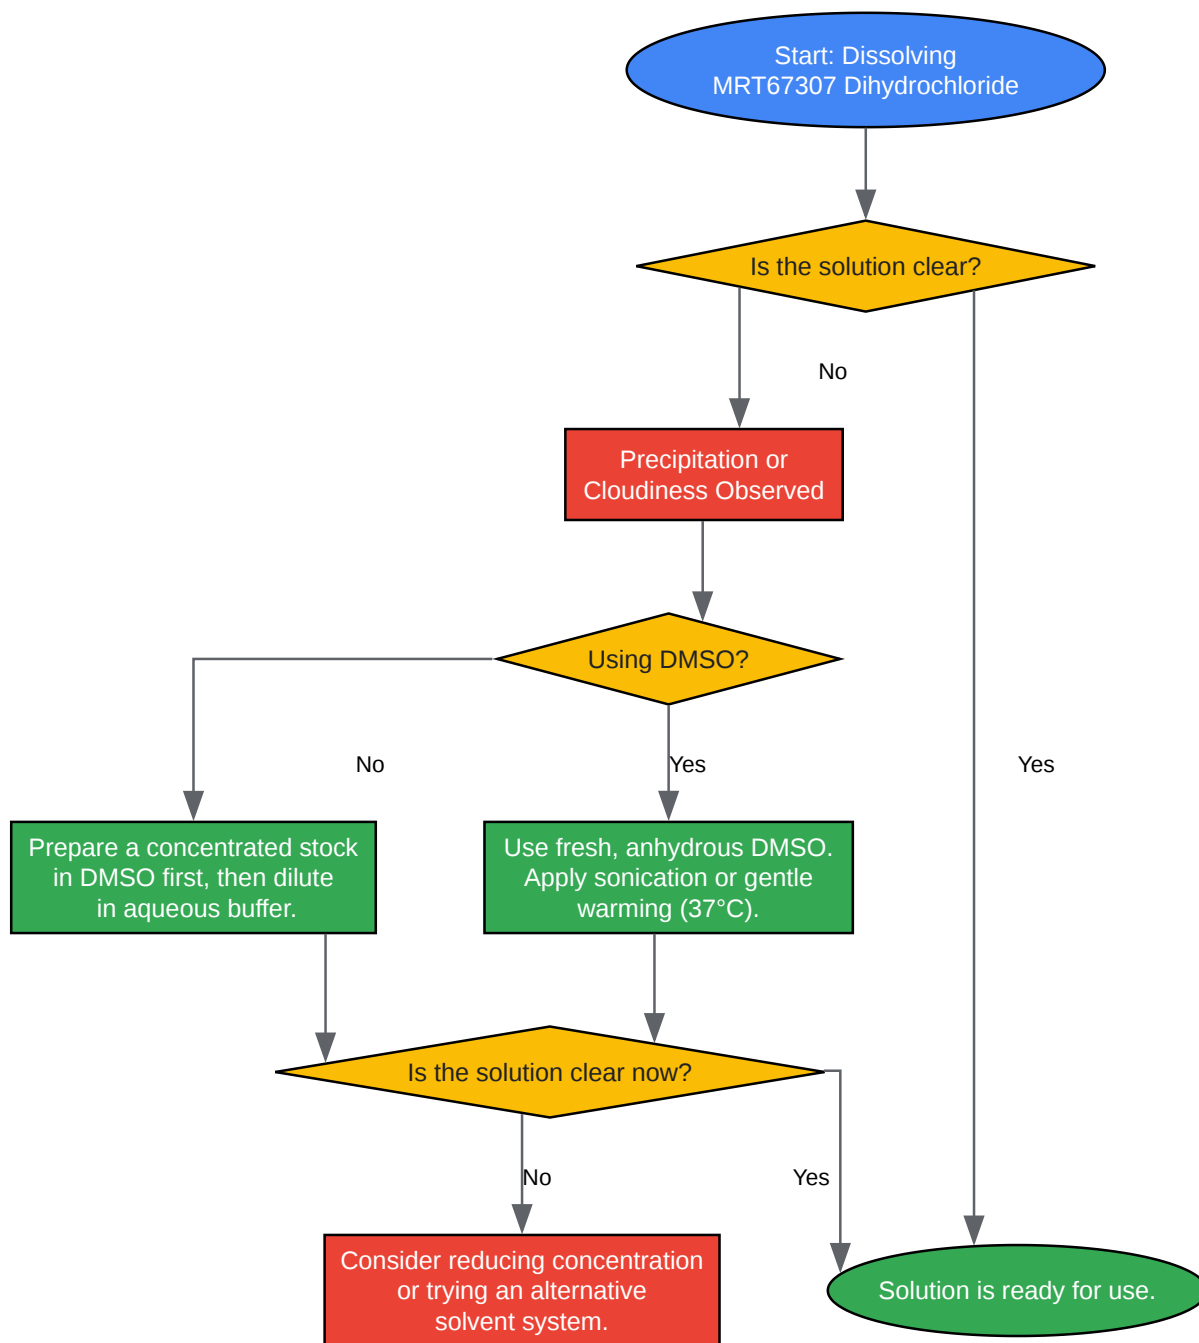 Start: Dissolving
MRT67307 Dihydrochloride
Is the solution clear?
No
Precipitation or
Cloudiness Observed
Using DMSO?
No
Yes
Yes
Prepare a concentrated stock
in DMSO first, then dilute
in aqueous buffer.
Use fresh, anhydrous DMSO.
Apply sonication or gentle
warming (37°C).
Is the solution clear now?
No
Yes
Consider reducing concentration
or trying an alternative
solvent system.
Solution is ready for use.